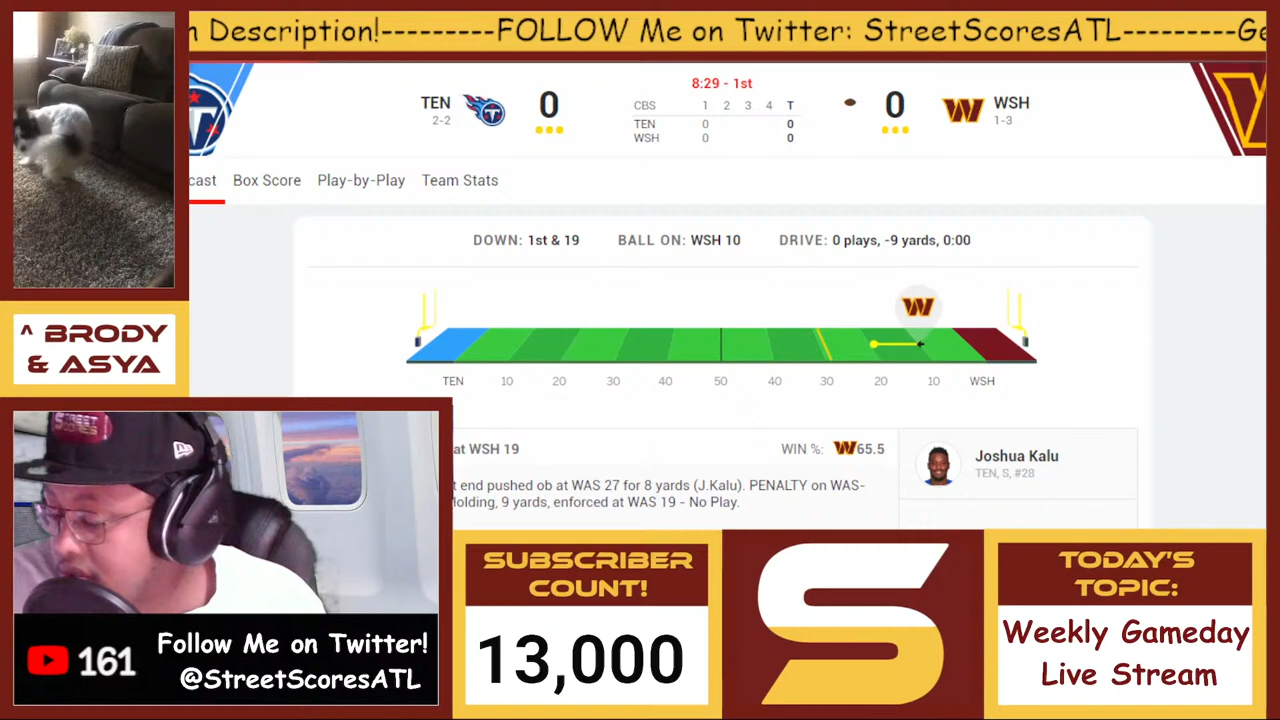 n Description!---------FOLLOW Me on Twitter: StreetScoresATL---------Ge
TEN
2-2
0
8:29 - 1st
CBS 1 2 3 4 T
TEN 0 0
WSH 0 0
0
WSH
1-3
cast Box Score Play-by-Play Team Stats
DOWN: 1st & 19 BALL ON: WSH 10 DRIVE: 0 plays, -9 yards, 0:00
TEN 10 20 30 40 50 40 30 20 10 WSH
^ BRODY
& ASYA
at WSH 19
WIN %: 65.5
t end pushed ob at WAS 27 for 8 yards (J.Kalu). PENALTY on WAS-
Holding, 9 yards, enforced at WAS 19 - No Play.
Joshua Kalu
TEN, S, #28
STREET
SCORES
161
Follow Me on Twitter!
@StreetScoresATL
SUBSCRIBER
COUNT!
13,000
S
TODAY'S
TOPIC:
Weekly Gameday
Live Stream